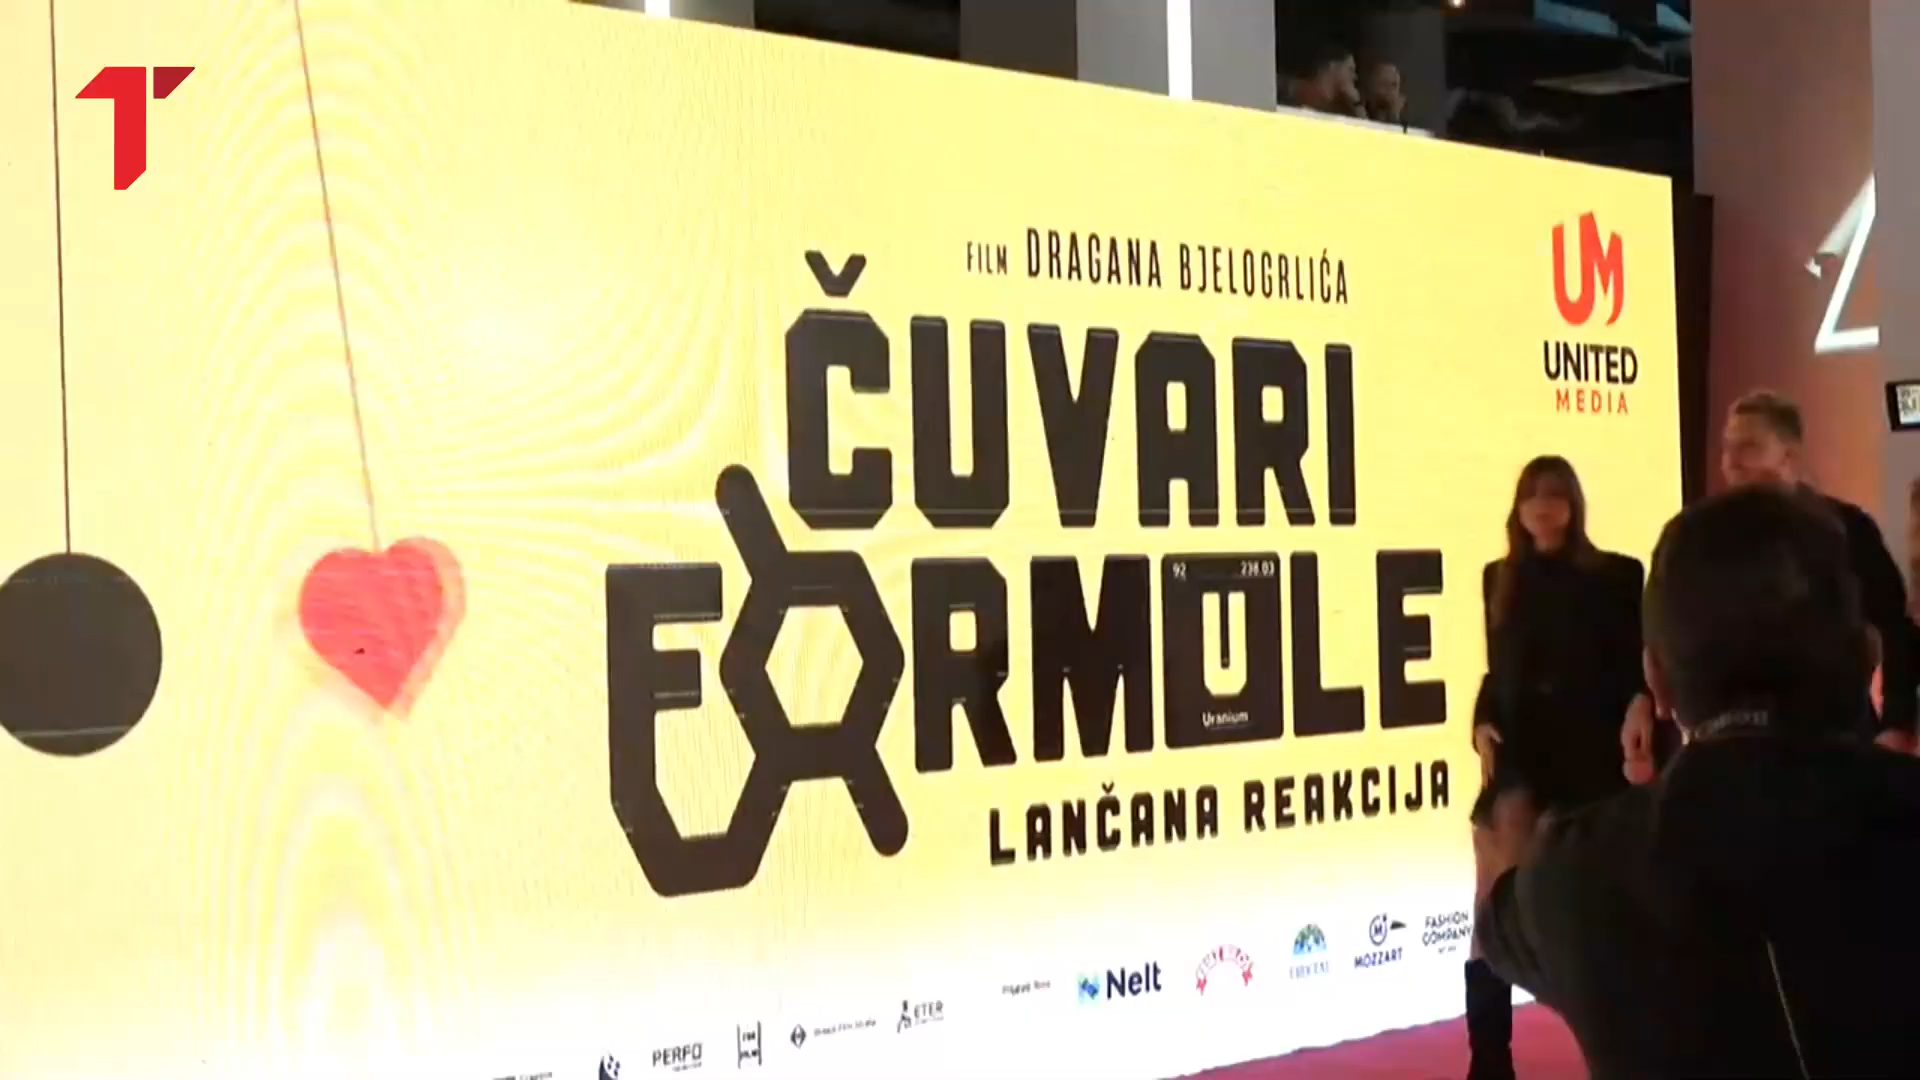 FILM DRAGANA BJELOGRLIĆA
ČUVARI
FORMULE
92 238.03
U
Uranium
LANČANA REAKCIJA
UM
UNITED
MEDIA
Nelt
MOZZART
FASHION
COMPANY
PERFO
ETER